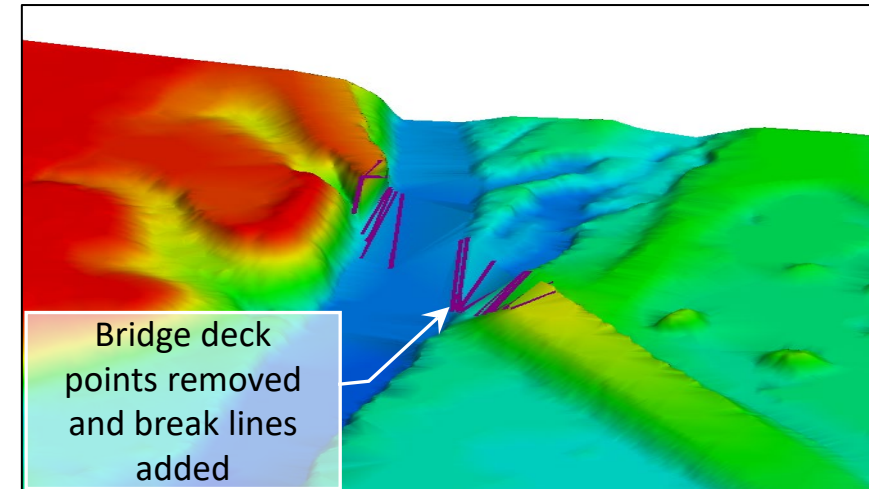 Bridge deck
points removed
and break lines
added